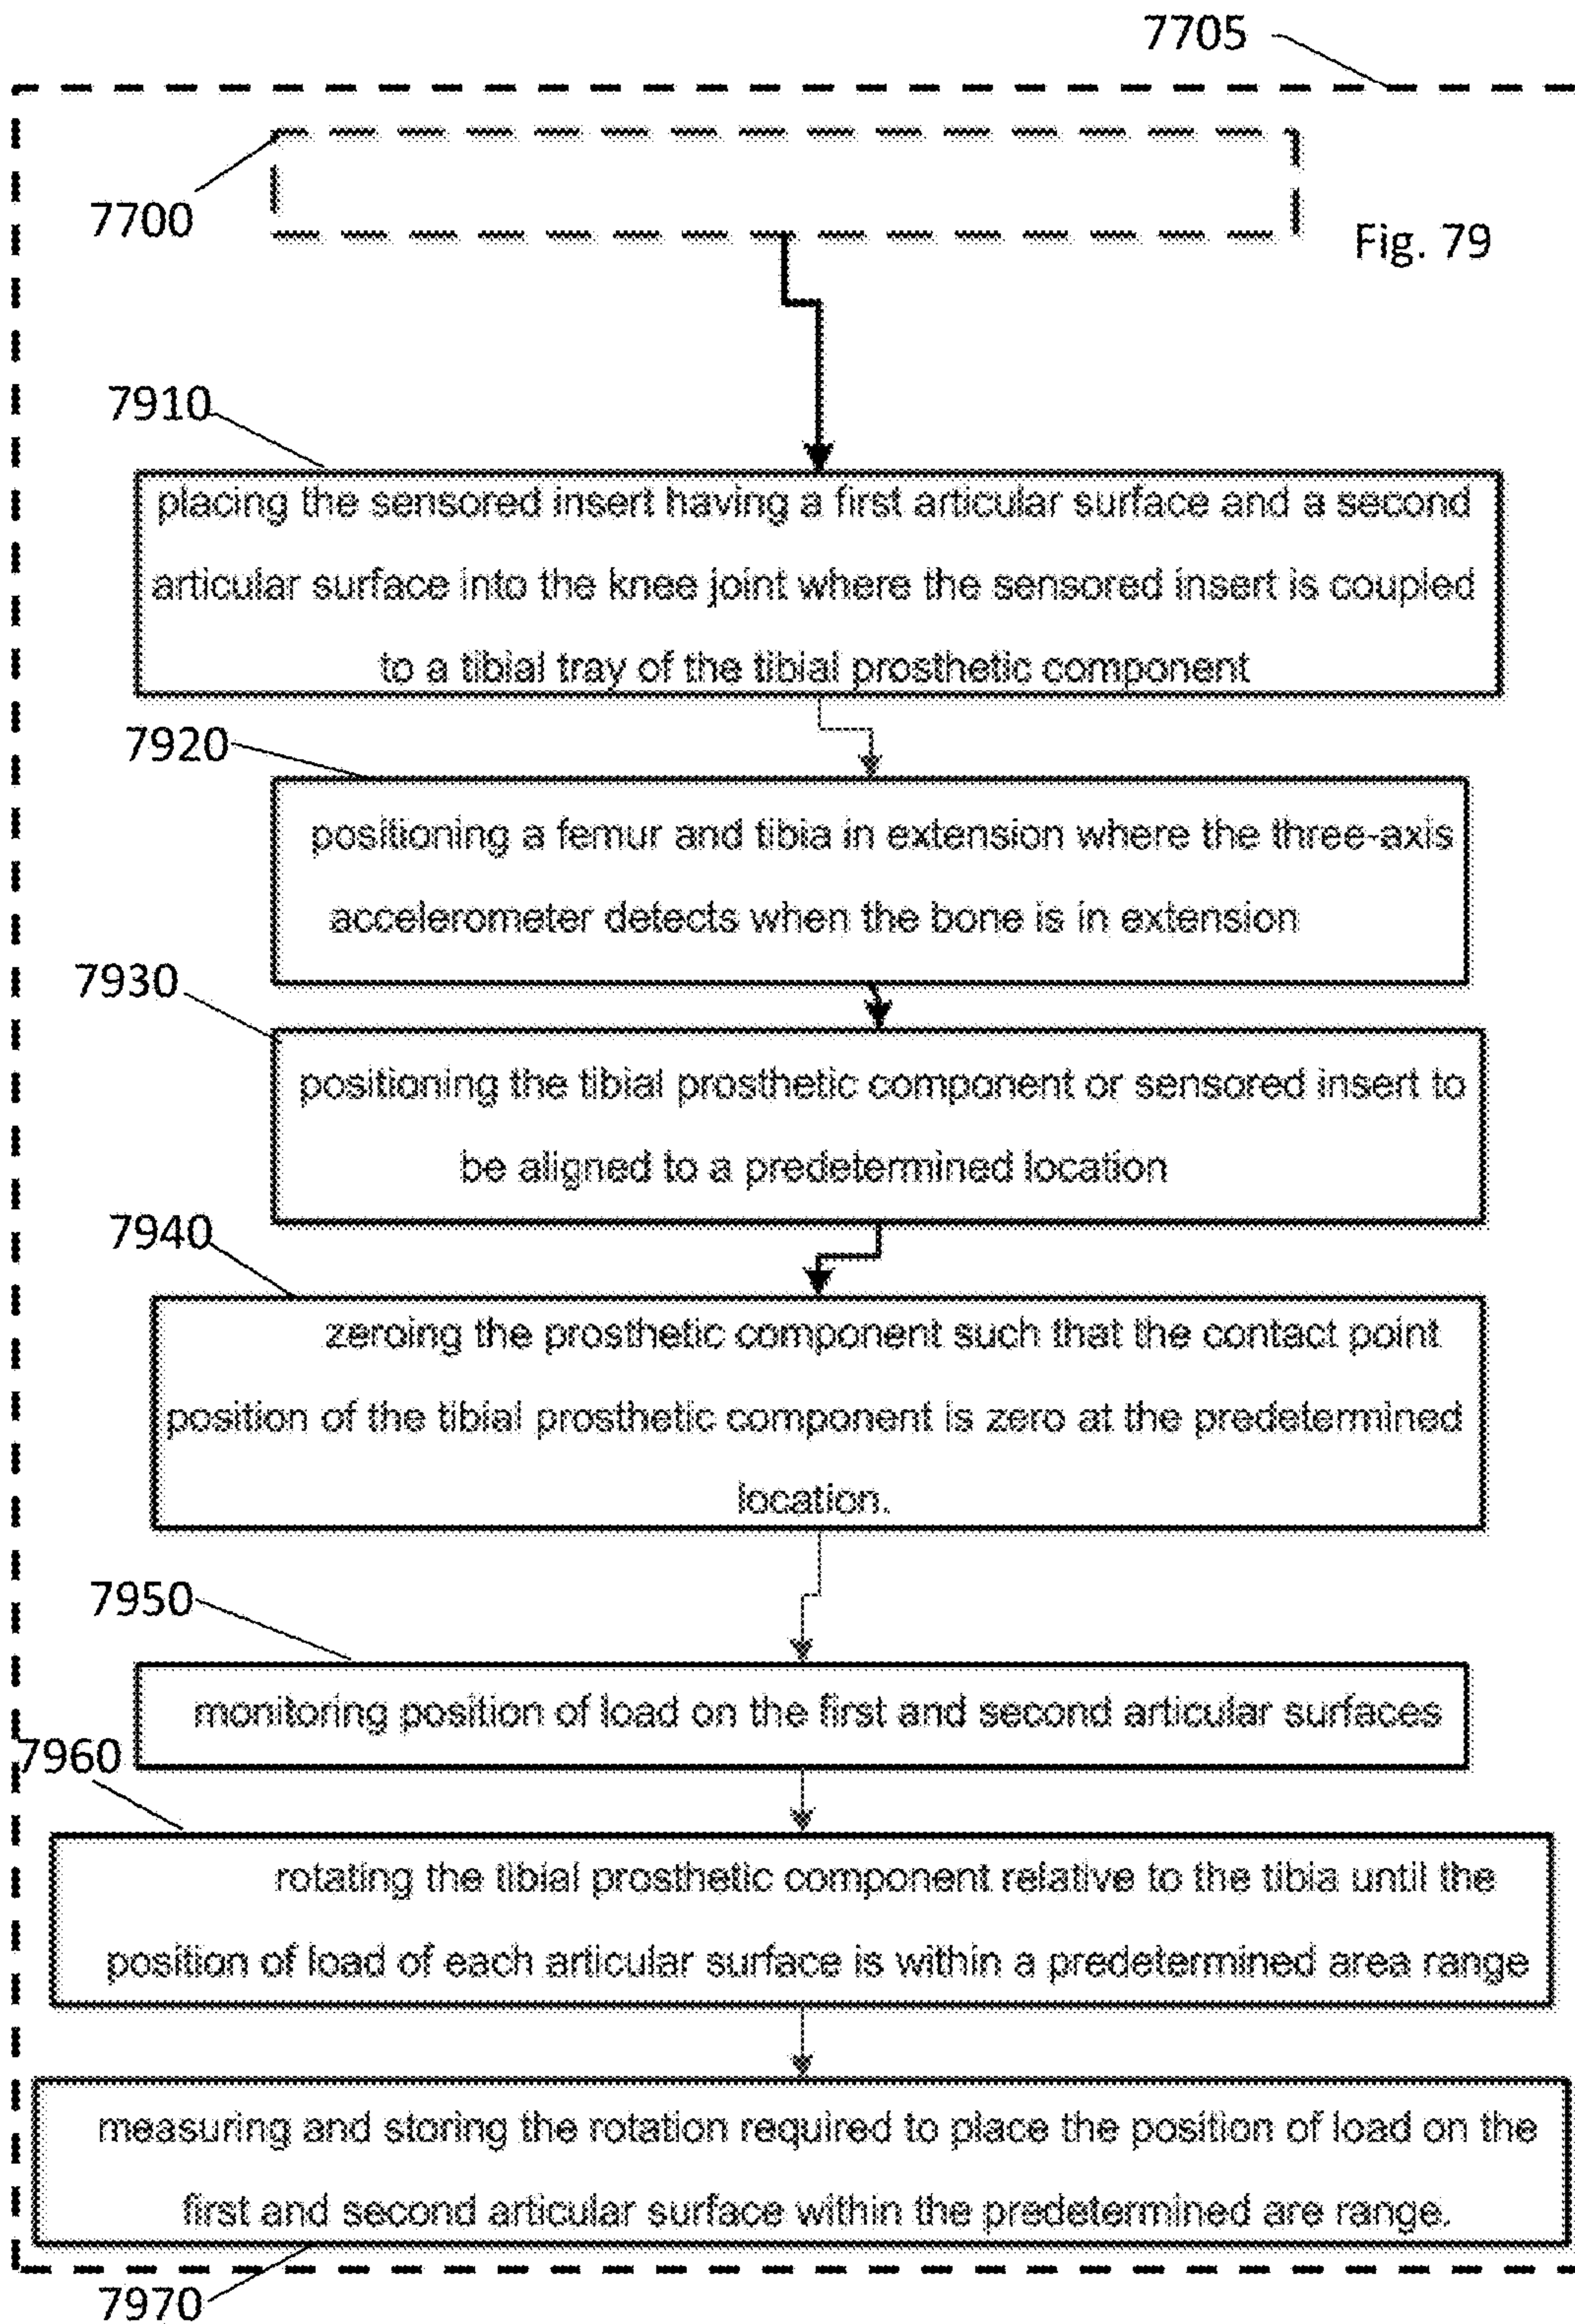 7705
7700
Fig. 79
7910
placing the sensored insert having a first articular surface and a second
articular surface into the knee joint where the sensored insert is coupled
to a tibial tray of the tibial prosthetic component
7920
positioning a femur and tibia in extension where the three-axis
accelerometer detects when the bone is in extension
7930
positioning the tibial prosthetic component or sensored insert to
be aligned to a predetermined location
7940
zeroing the prosthetic component such that the contact point
position of the tibial prosthetic component is zero at the predetermined
location.
7950
monitoring position of load on the first and second articular surfaces
7960
rotating the tibial prosthetic component relative to the tibia until the
position of load of each articular surface is within a predetermined area range
measuring and storing the rotation required to place the position of load on the
first and second articular surface within the predetermined are range.
7970